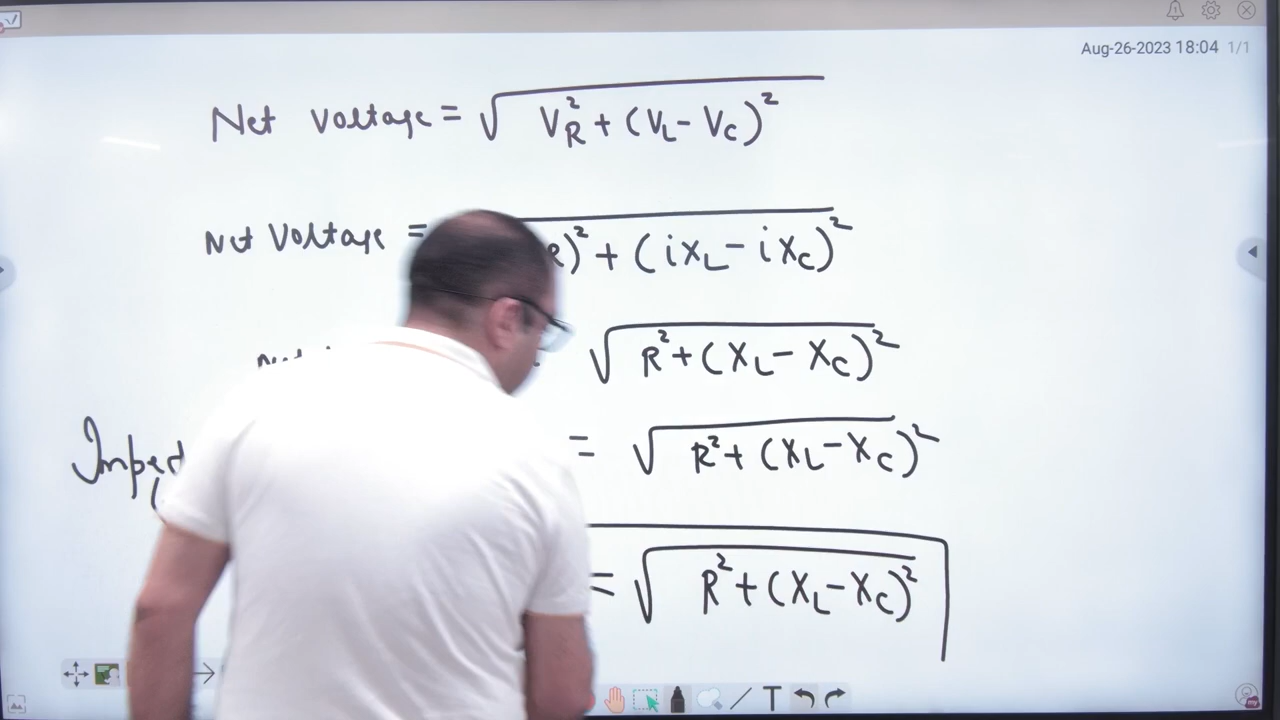 Aug-26-2023 18:04 1/1
Net Voltage = √(V_R² + (V_L - V_C)²)
Net Voltage = )² + (iX_L - iX_C)²
√(R² + (X_L - X_C)²)
= √(R² + (X_L - X_C)²)
= √(R² + (X_L - X_C)²)
T